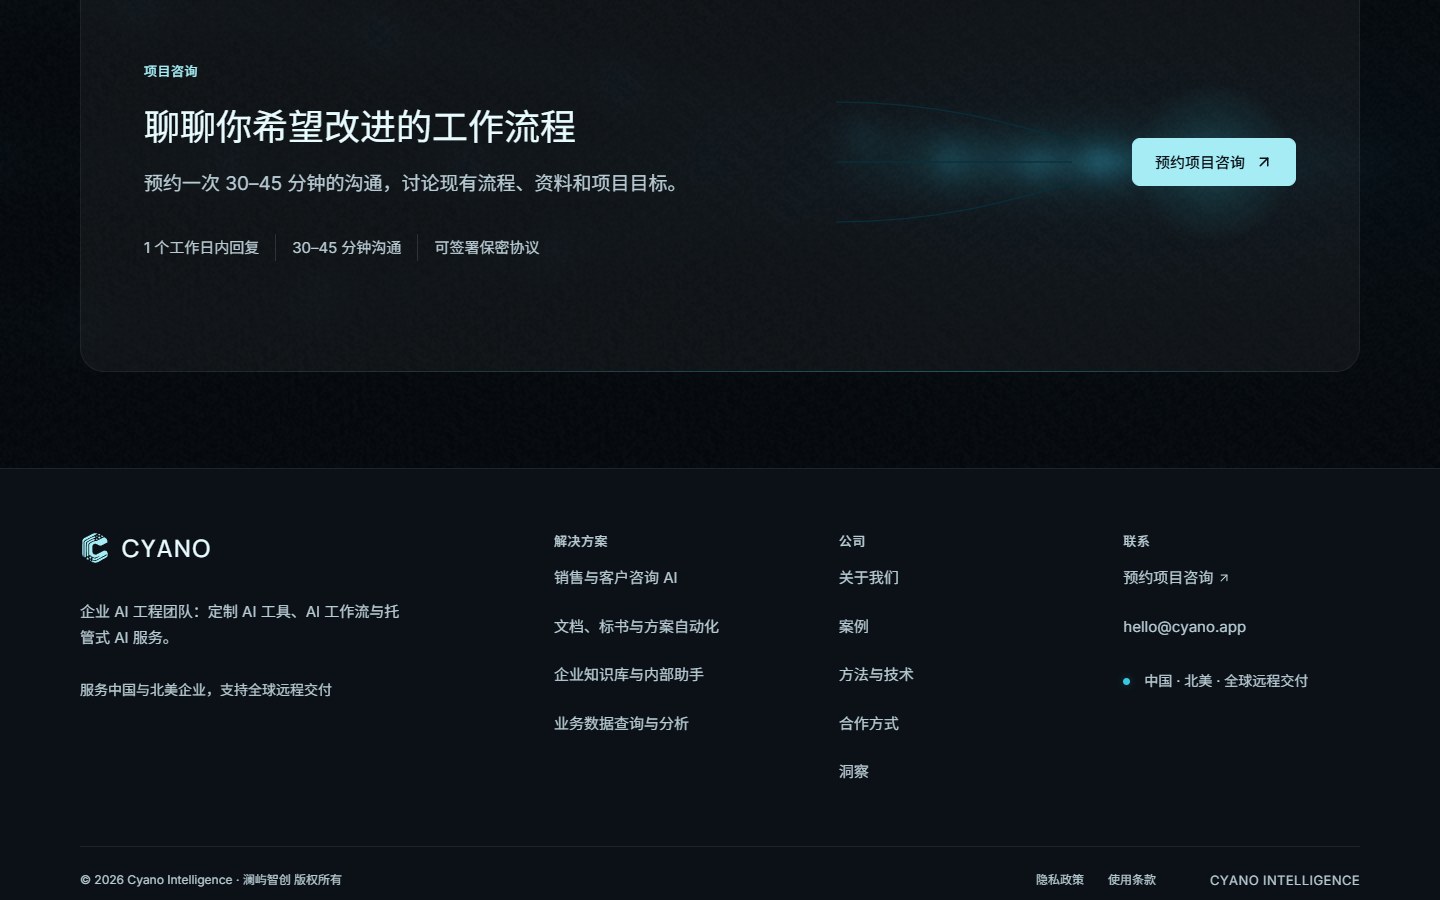 项目咨询
聊聊你希望改进的工作流程
预约一次 30–45 分钟的沟通，讨论现有流程、资料和项目目标。
1 个工作日内回复
30–45 分钟沟通
可签署保密协议
预约项目咨询
CYANO
企业 AI 工程团队：定制 AI 工具、AI 工作流与托
管式 AI 服务。
服务中国与北美企业，支持全球远程交付
解决方案
销售与客户咨询 AI
文档、标书与方案自动化
企业知识库与内部助手
业务数据查询与分析
公司
关于我们
案例
方法与技术
合作方式
洞察
联系
预约项目咨询
hello@cyano.app
中国 · 北美 · 全球远程交付
© 2026 Cyano Intelligence · 澜屿智创 版权所有
隐私政策
使用条款
CYANO INTELLIGENCE